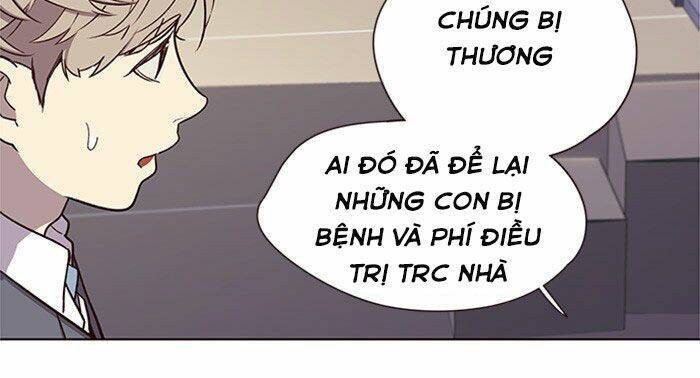 CHÚNG BỊ
THƯƠNG
AI ĐÓ ĐÃ ĐỂ LẠI
NHỮNG CON BỊ
BỆNH VÀ PHÍ ĐIỀU
TRỊ TRC NHÀ